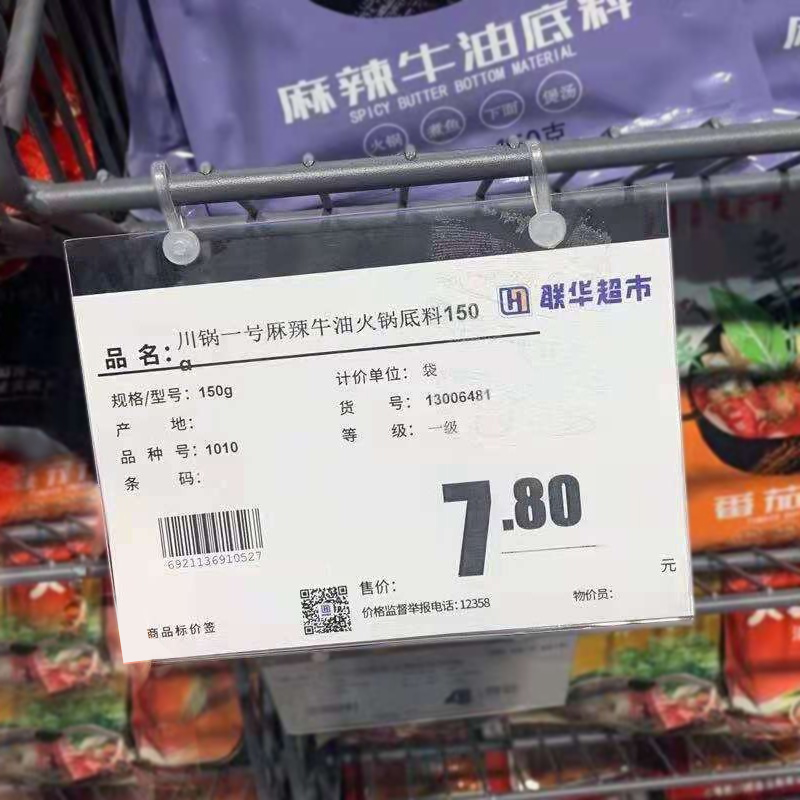 麻辣牛油底料
SPICY BUTTER BOTTOM MATERIAL
火锅 煮鱼 下面 煲汤
联华超市
品 名：川锅一号麻辣牛油火锅底料150
g
规格/型号：150g
计价单位：袋
产 地：
货 号：13006481
品 种 号：1010
等 级：一级
条 码：
7.80
6921136910527
元
售价：
物价员：
价格监督举报电话：12358
商品标价签
番茄